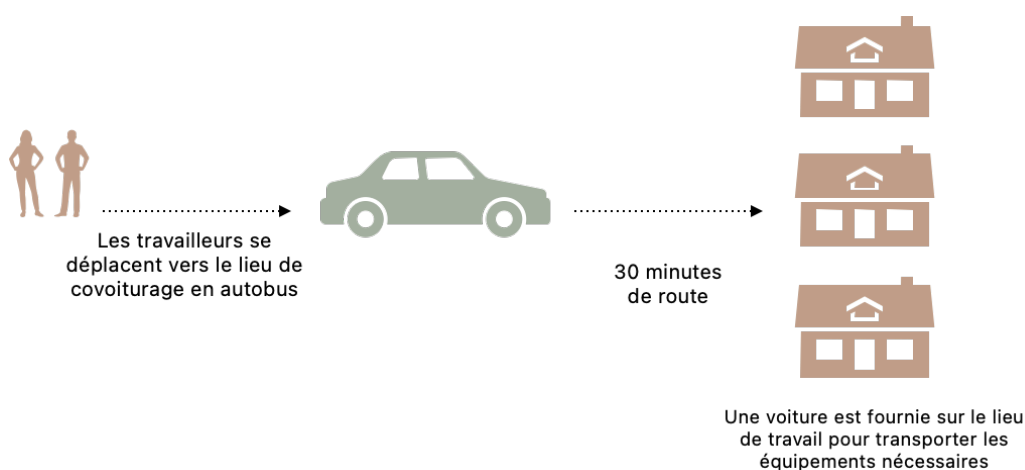 Les travailleurs se
déplacent vers le lieu de
covoiturage en autobus
30 minutes
de route
Une voiture est fournie sur le lieu
de travail pour transporter les
équipements nécessaires